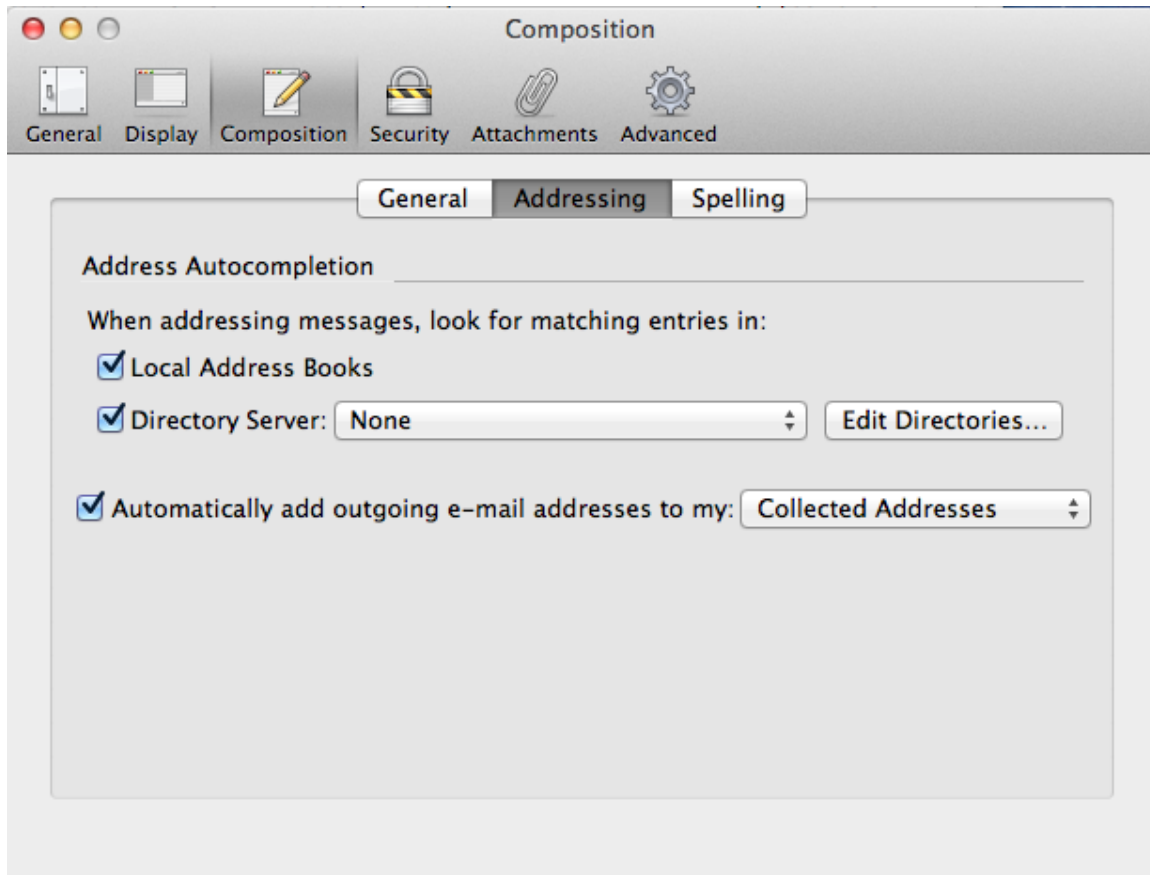 Composition
General Display Composition Security Attachments Advanced
General Addressing Spelling
Address Autocompletion
When addressing messages, look for matching entries in:
Local Address Books
Directory Server: None Edit Directories...
Automatically add outgoing e-mail addresses to my: Collected Addresses